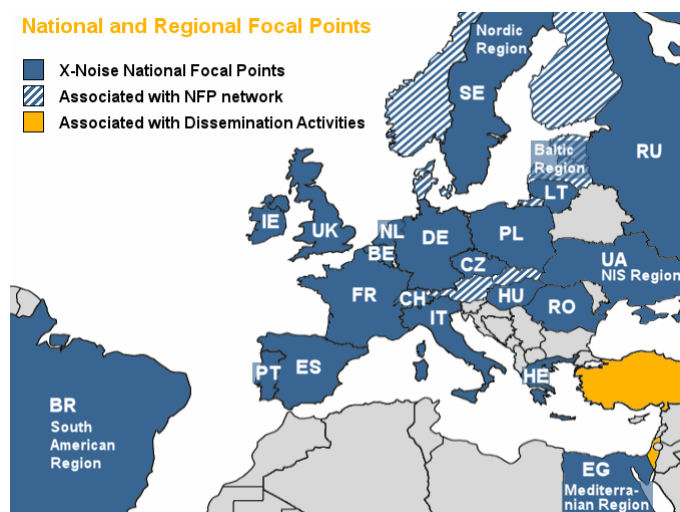 National and Regional Focal Points
X-Noise National Focal Points
Associated with NFP network
Associated with Dissemination Activities
Nordic
Region
SE
RU
Baltic
Region
LT
IE
UK
NL
DE
PL
BE
CZ
UA
NIS Region
FR
CH
HU
RO
IT
PT
ES
HE
BR
South
American
Region
EG
Mediterra-
nian Region